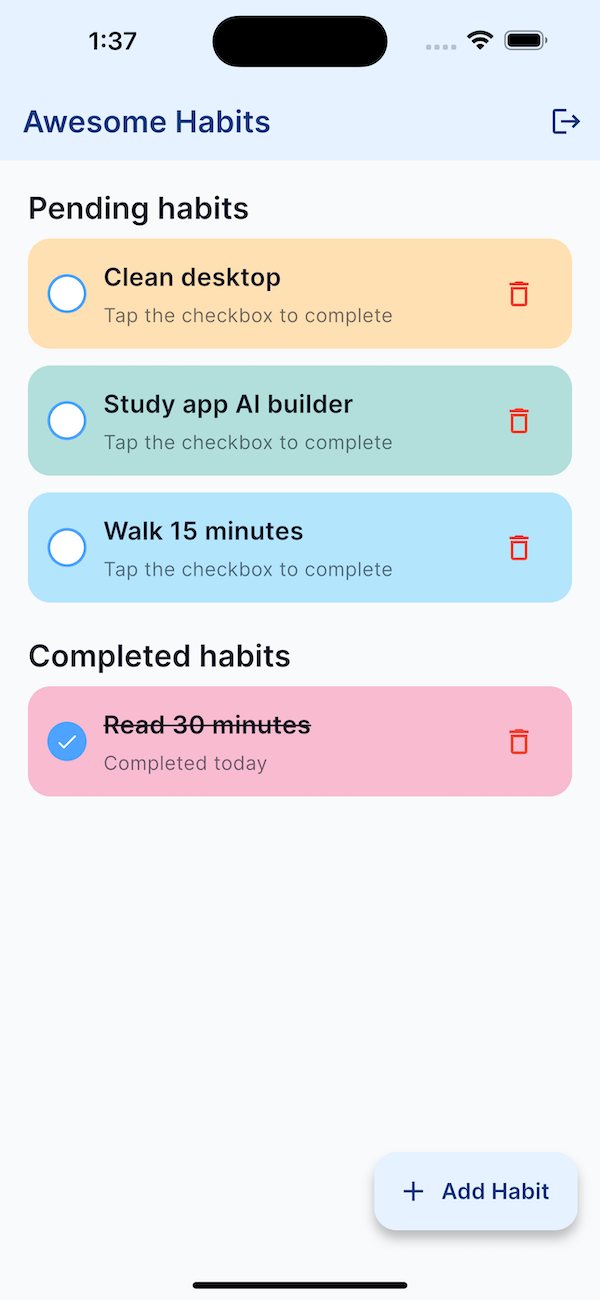 1:37
Awesome Habits
Pending habits
Clean desktop
Tap the checkbox to complete
Study app AI builder
Tap the checkbox to complete
Walk 15 minutes
Tap the checkbox to complete
Completed habits
Read 30 minutes
Completed today
Add Habit